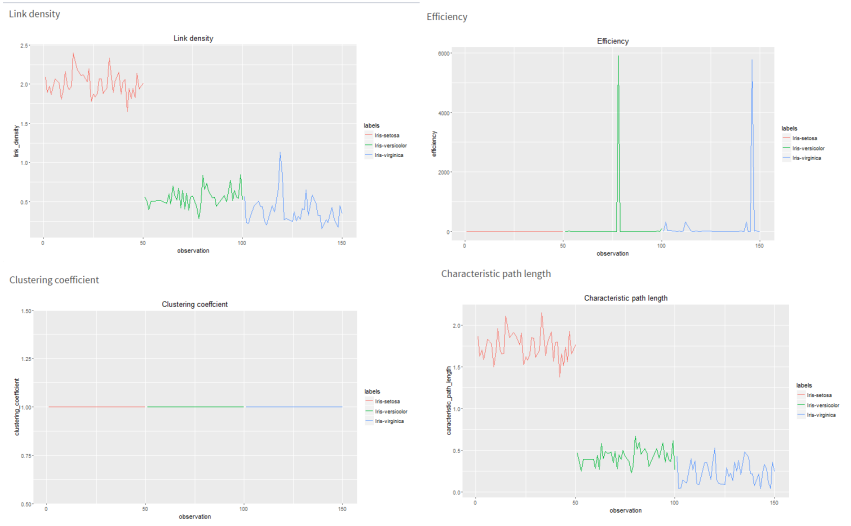 Link density
Link density
link_density
2.5
2.0
1.5
1.0
0.5
0
50
100
150
observation
labels
Iris-setosa
Iris-versicolor
Iris-virginica
Efficiency
Efficiency
efficiency
6000
4000
2000
0
0
50
100
150
observation
labels
Iris-setosa
Iris-versicolor
Iris-virginica
Clustering coefficient
Clustering coeffcient
clustering_coefficient
1.50
1.25
1.00
0.75
0.50
0
50
100
150
observation
labels
Iris-setosa
Iris-versicolor
Iris-virginica
Characteristic path length
Characteristic path length
caracteristic_path_length
2.0
1.5
1.0
0.5
0.0
0
50
100
150
observation
labels
Iris-setosa
Iris-versicolor
Iris-virginica